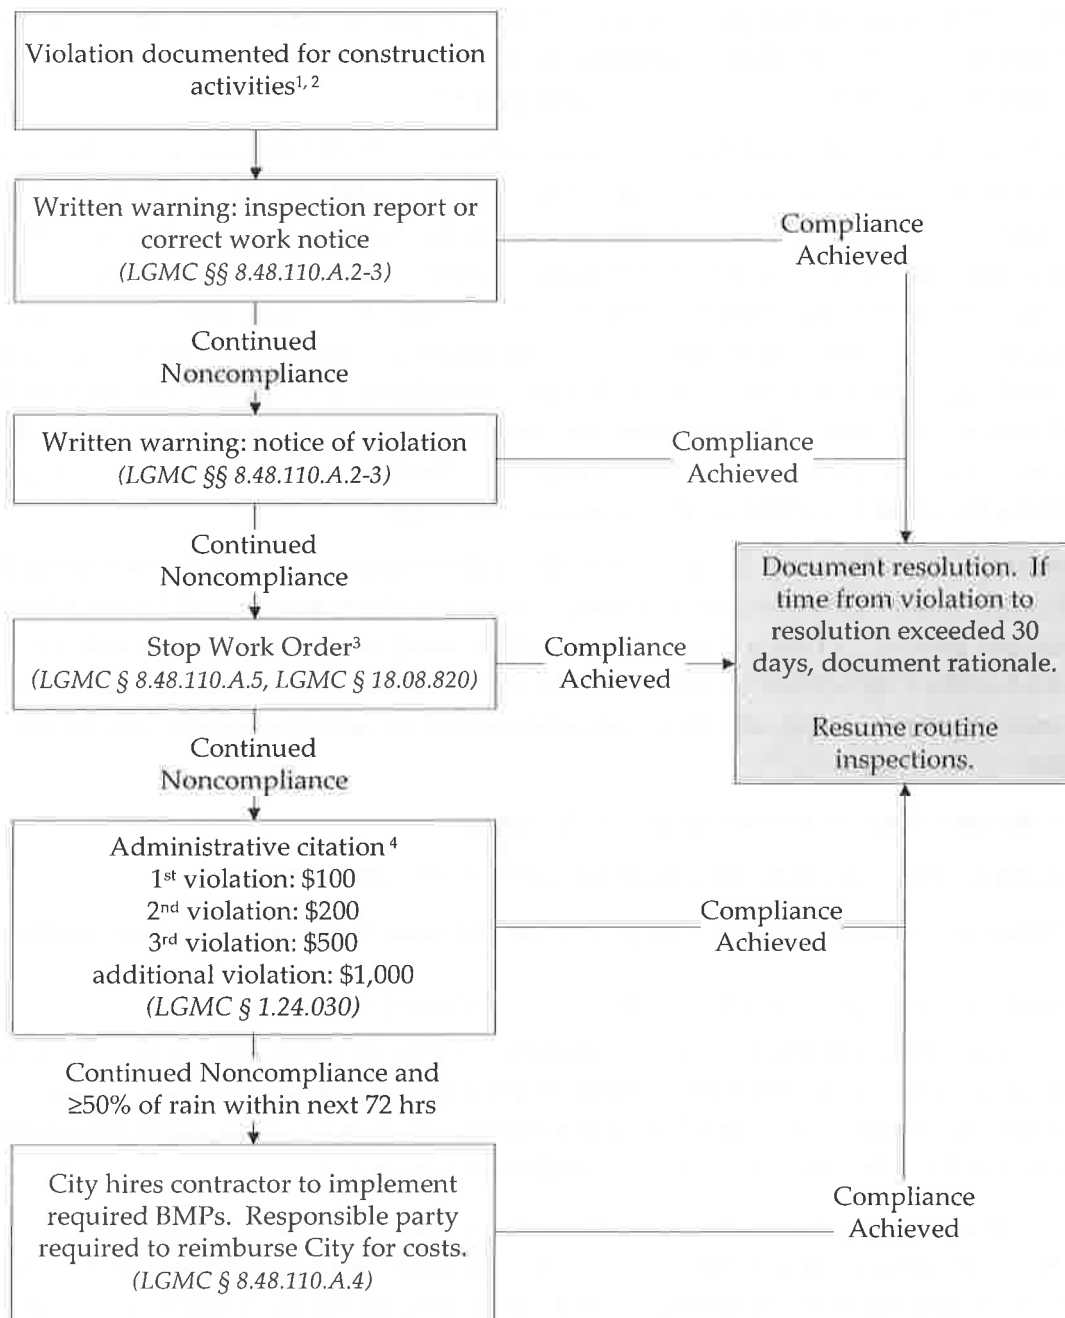 Violation documented for construction
activities¹, ²
Written warning: inspection report or
correct work notice
(LGMC §§ 8.48.110.A.2-3)
Compliance
Achieved
Continued
Noncompliance
Written warning: notice of violation
(LGMC §§ 8.48.110.A.2-3)
Compliance
Achieved
Continued
Noncompliance
Stop Work Order³
(LGMC § 8.48.110.A.5, LGMC § 18.08.820)
Compliance
Achieved
Document resolution. If
time from violation to
resolution exceeded 30
days, document rationale.
Resume routine
inspections.
Continued
Noncompliance
Administrative citation ⁴
1st violation: $100
2nd violation: $200
3rd violation: $500
additional violation: $1,000
(LGMC § 1.24.030)
Compliance
Achieved
Continued Noncompliance and
≥50% of rain within next 72 hrs
City hires contractor to implement
required BMPs. Responsible party
required to reimburse City for costs.
(LGMC § 8.48.110.A.4)
Compliance
Achieved